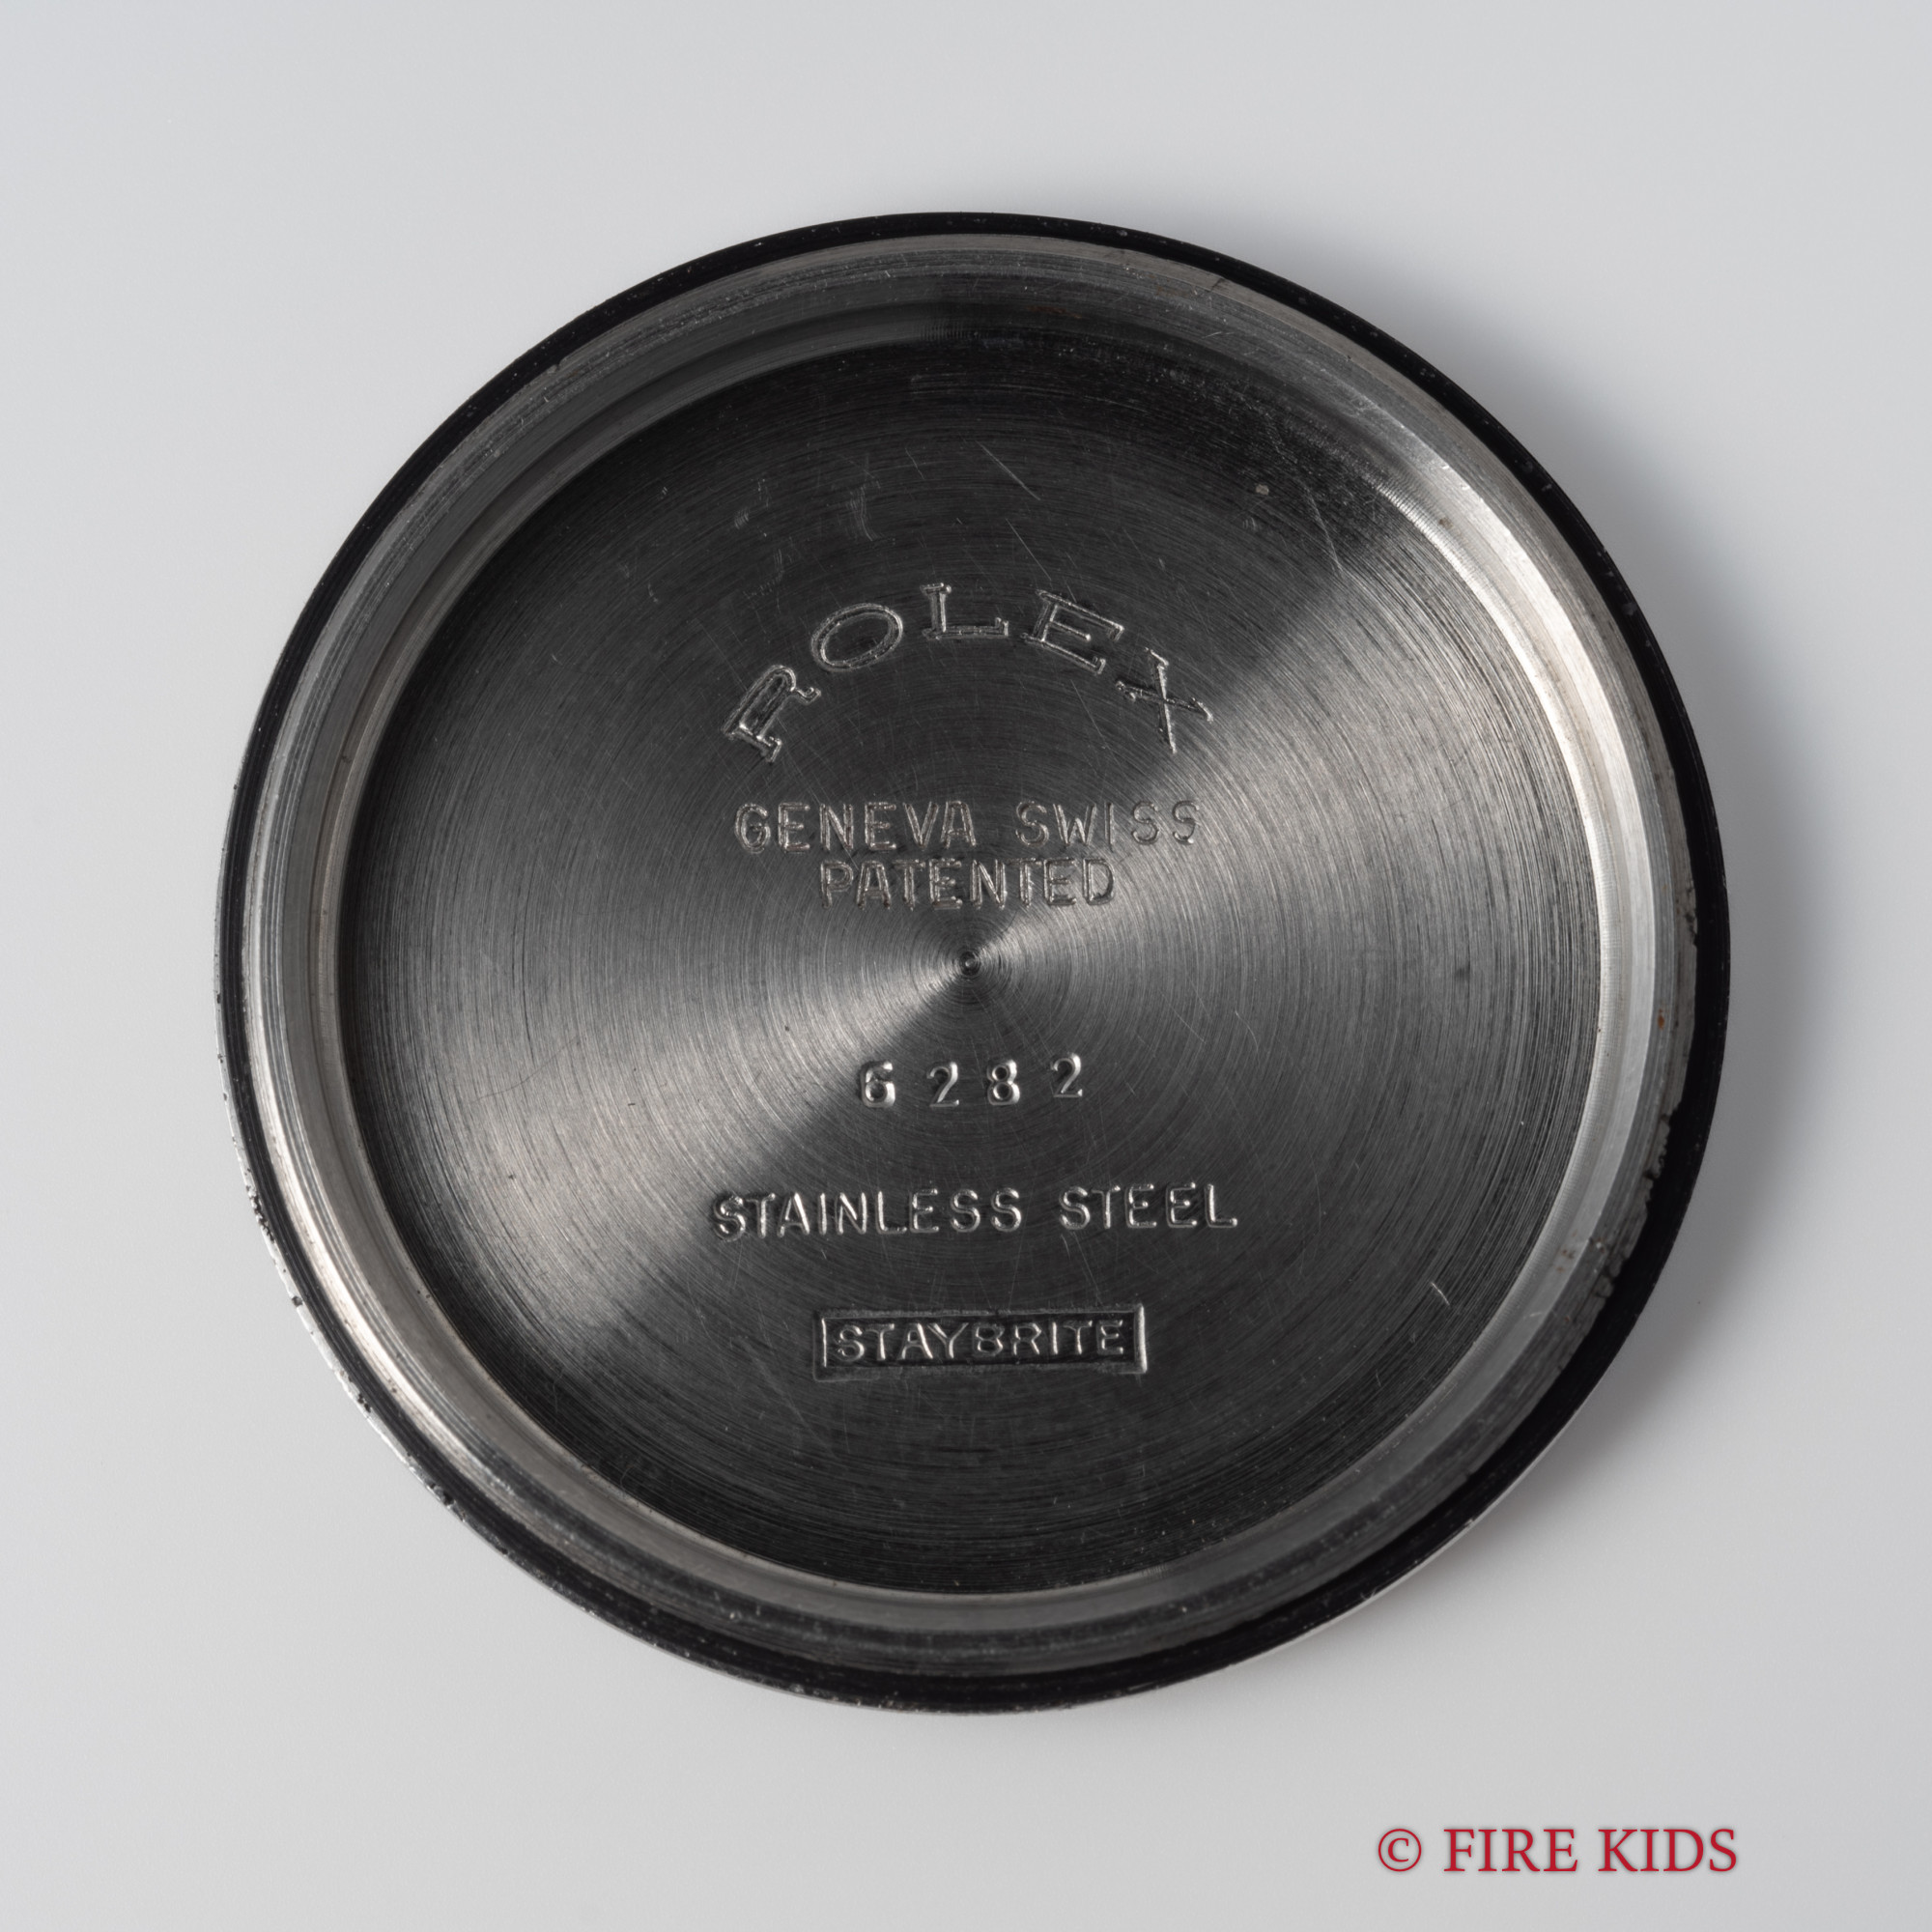 ROLEX
GENEVA SWISS
PATENTED
6282
STAINLESS STEEL
STAYBRITE
© FIRE KIDS